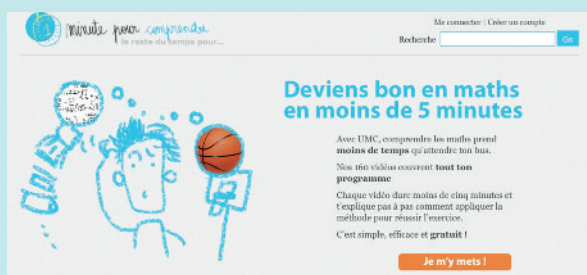 Me connecter | Créer un compte
1 minute pour comprendre
le reste du temps pour...
Recherche Go
Deviens bon en maths
en moins de 5 minutes
Avec UMC, comprendre les maths prend
moins de temps qu'attendre ton bus.
Nos 160 vidéos couvrent tout ton
programme
Chaque vidéo dure moins de cinq minutes et
t'explique pas à pas comment appliquer la
méthode pour réussir l'exercice.
C'est simple, efficace et gratuit !
Je m'y mets !